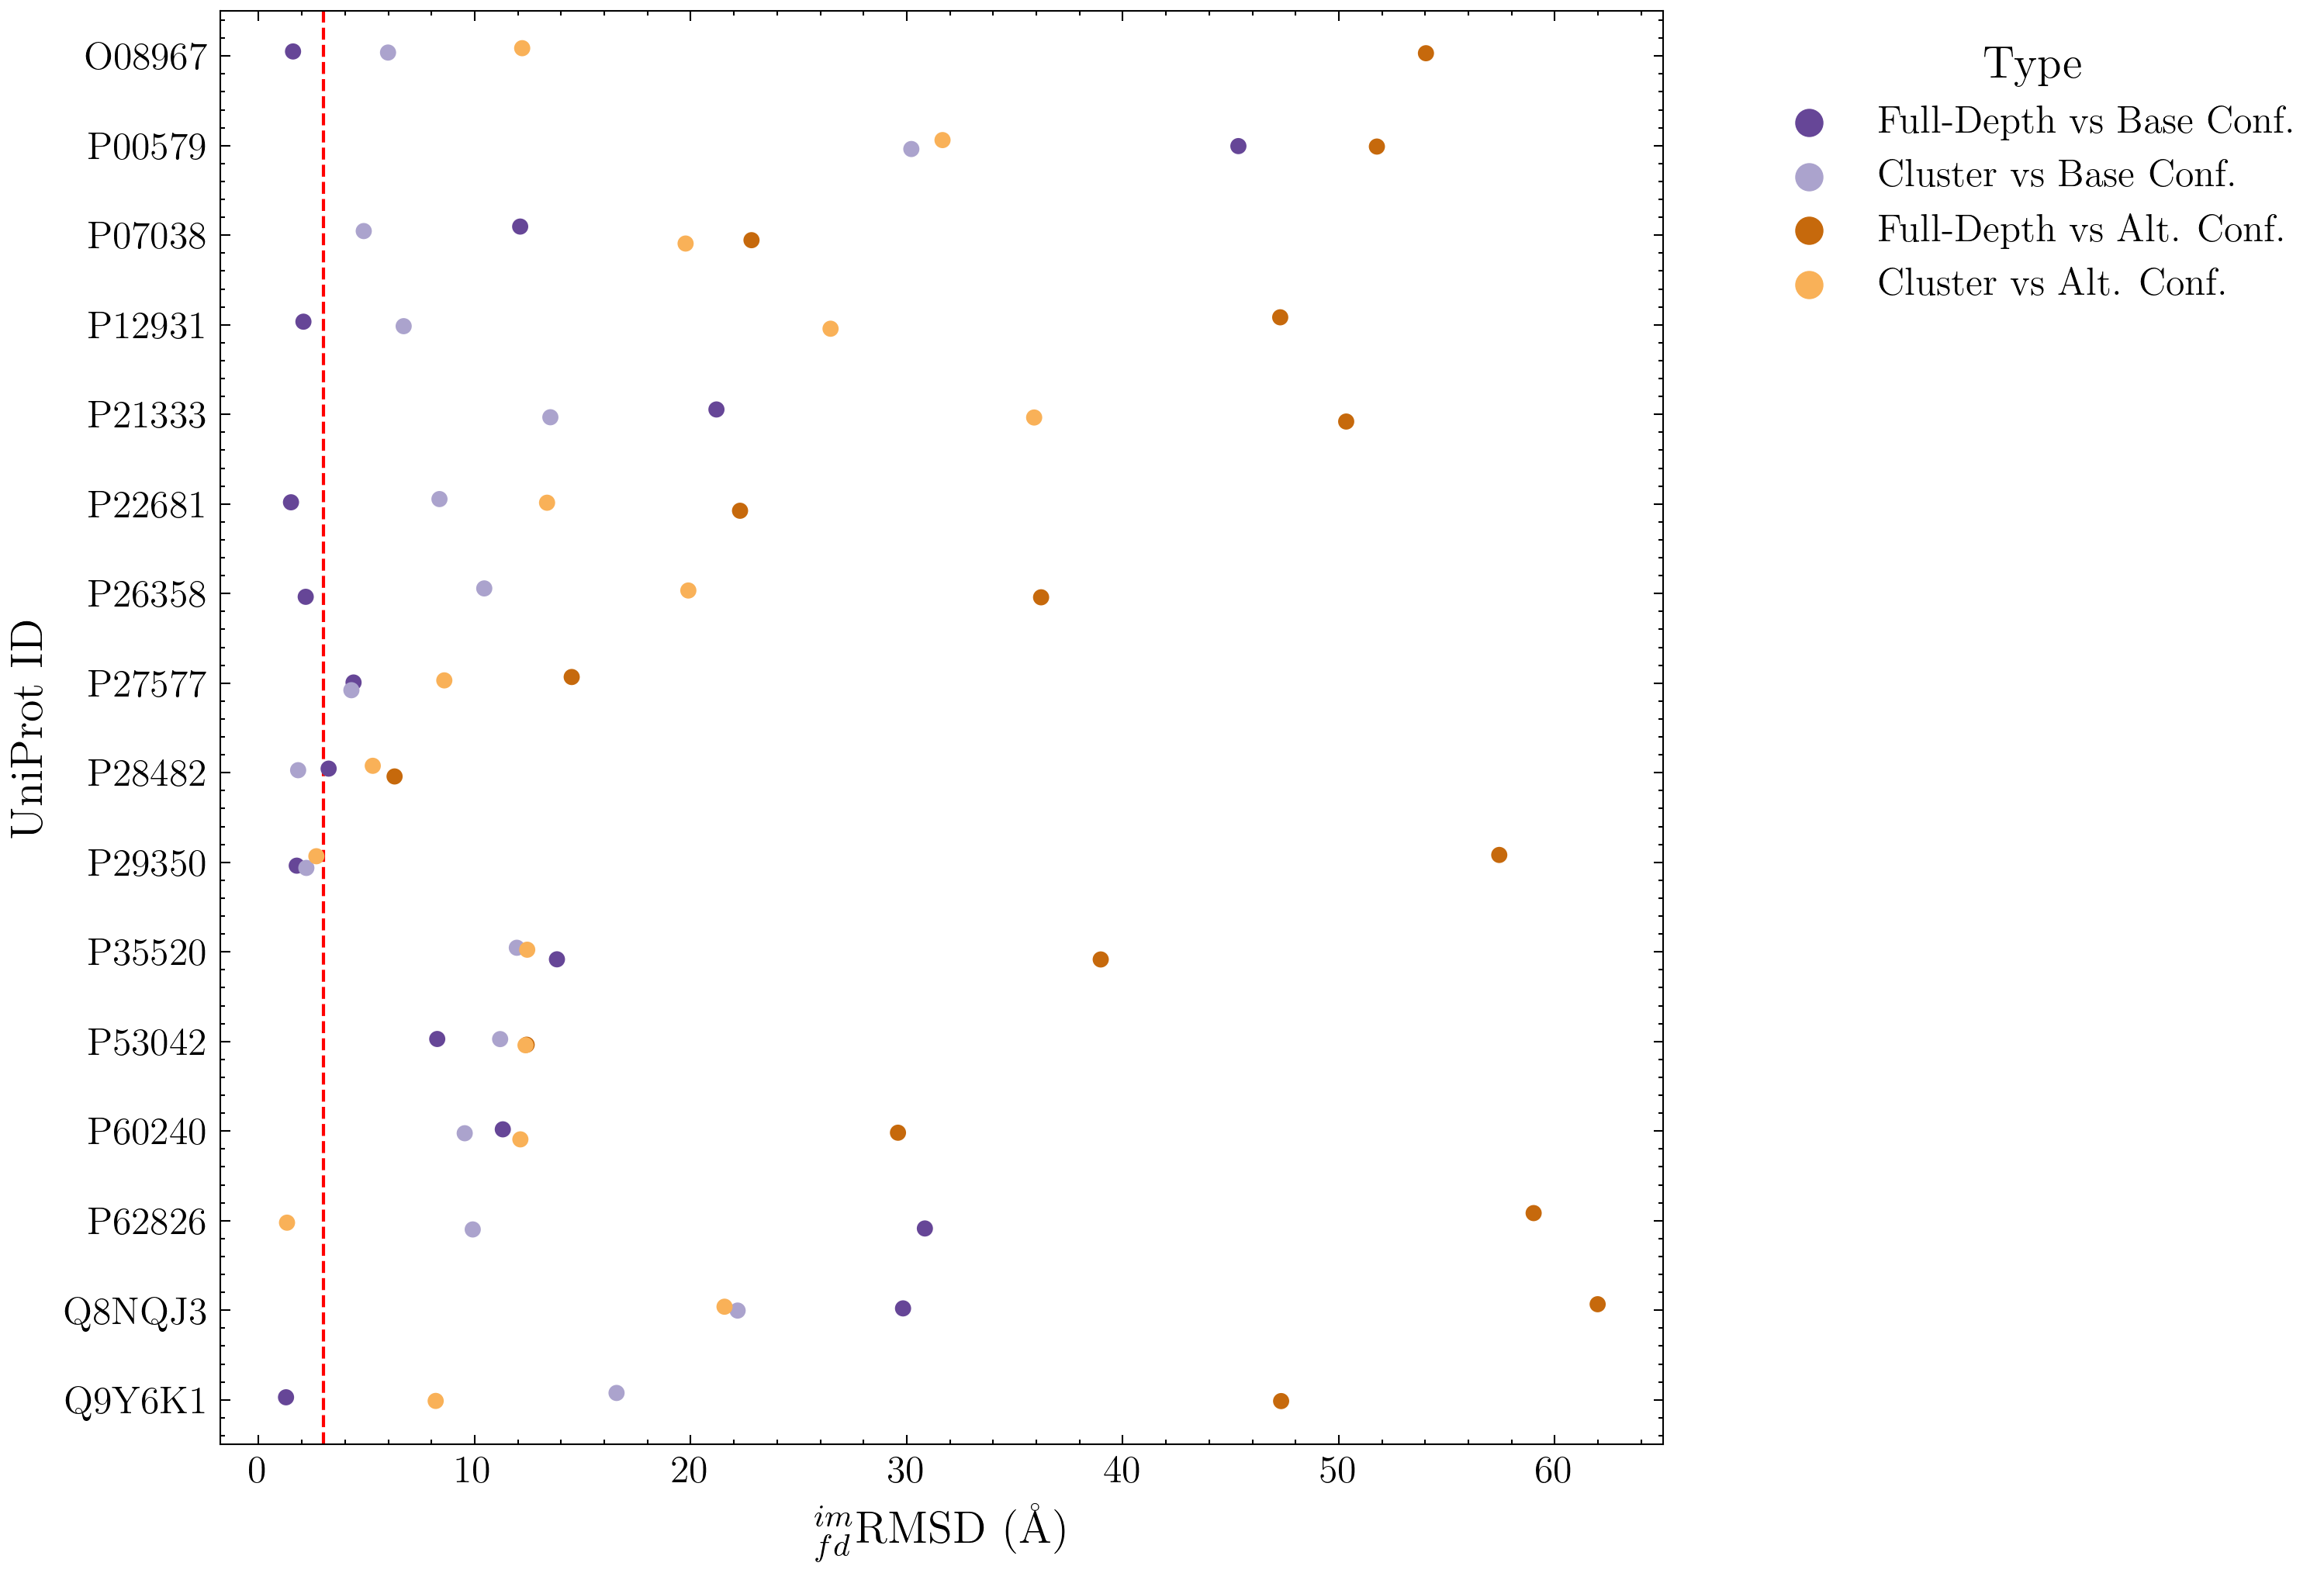 O08967
P00579
P07038
P12931
P21333
P22681
P26358
P27577
P28482
P29350
P35520
P53042
P60240
P62826
Q8NQJ3
Q9Y6K1
UniProt ID
0 10 20 30 40 50 60
im fd RMSD (Å)
Type
Full-Depth vs Base Conf.
Cluster vs Base Conf.
Full-Depth vs Alt. Conf.
Cluster vs Alt. Conf.